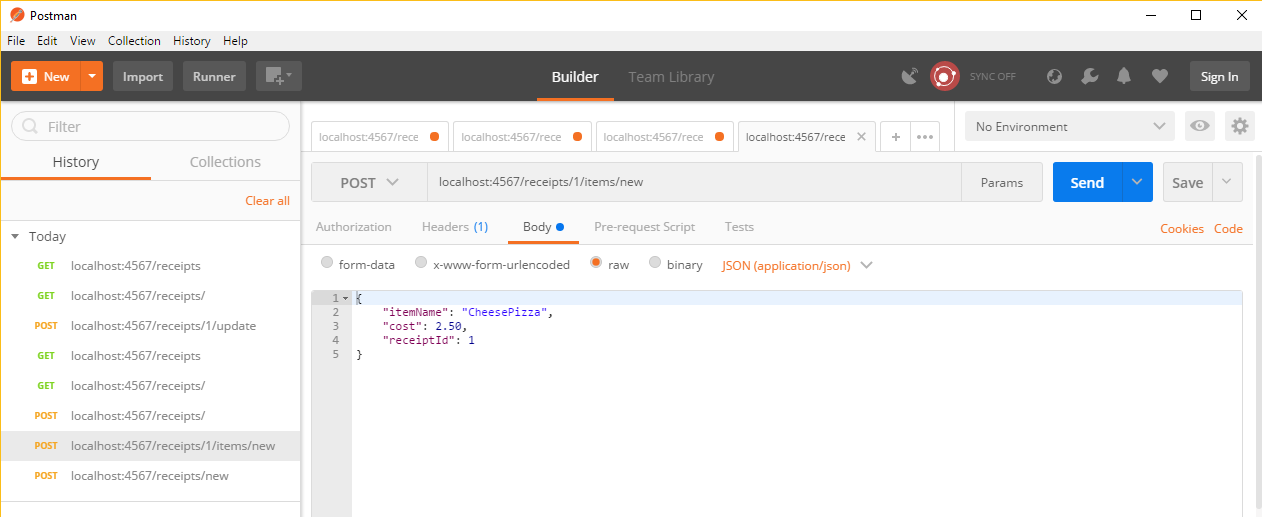 Postman
File Edit View Collection History Help
New Import Runner Builder Team Library SYNC OFF Sign In
Filter
History Collections
Clear all
Today
GET localhost:4567/receipts
GET localhost:4567/receipts/
POST localhost:4567/receipts/1/update
GET localhost:4567/receipts
GET localhost:4567/receipts/
POST localhost:4567/receipts/
POST localhost:4567/receipts/1/items/new
POST localhost:4567/receipts/new
localhost:4567/rece localhost:4567/rece localhost:4567/rece localhost:4567/rece + ••• No Environment
POST localhost:4567/receipts/1/items/new Params Send Save
Authorization Headers (1) Body Pre-request Script Tests Cookies Code
form-data x-www-form-urlencoded raw binary JSON (application/json)
1 {
2 "itemName": "CheesePizza",
3 "cost": 2.50,
4 "receiptId": 1
5 }